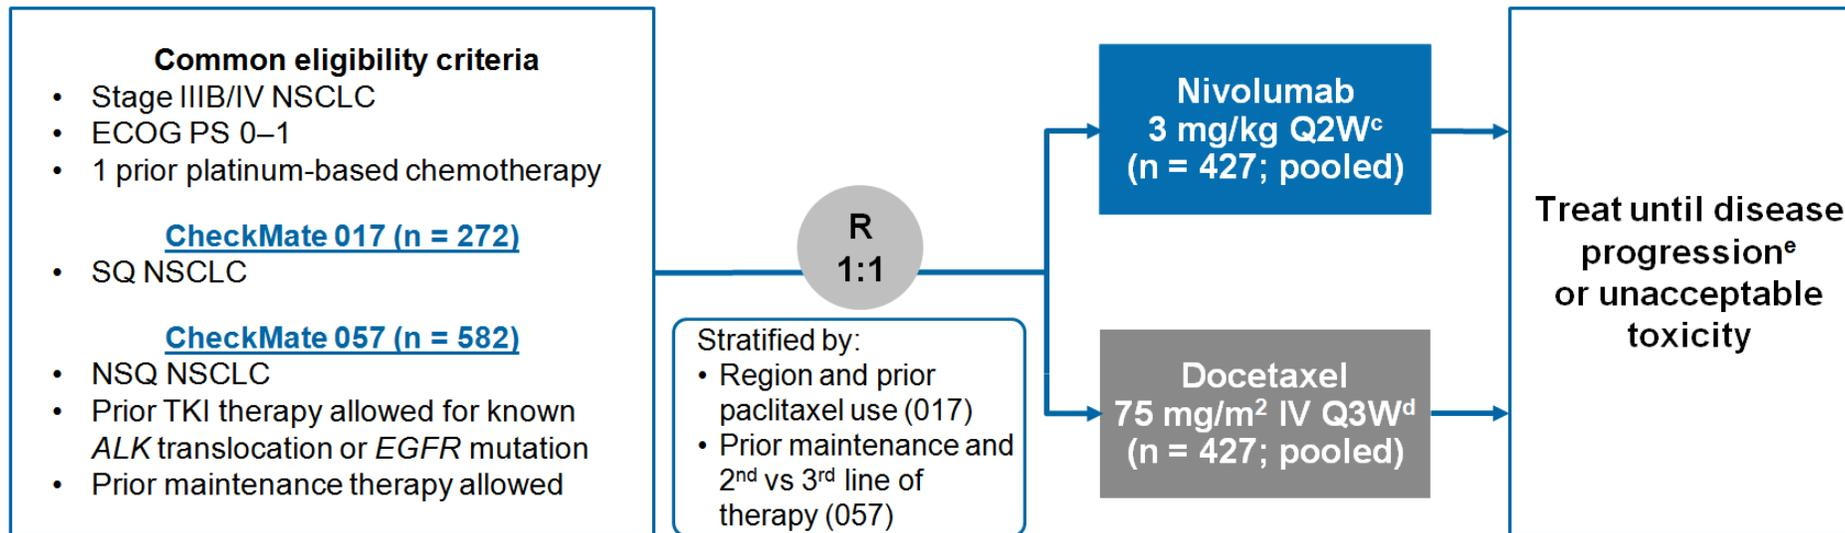 Common eligibility criteria
• Stage IIIB/IV NSCLC
• ECOG PS 0–1
• 1 prior platinum-based chemotherapy
CheckMate 017 (n = 272)
• SQ NSCLC
CheckMate 057 (n = 582)
• NSQ NSCLC
• Prior TKI therapy allowed for known
ALK translocation or EGFR mutation
• Prior maintenance therapy allowed
R
1:1
Stratified by:
• Region and prior
paclitaxel use (017)
• Prior maintenance and
2nd vs 3rd line of
therapy (057)
Nivolumab
3 mg/kg Q2Wᶜ
(n = 427; pooled)
Docetaxel
75 mg/m² IV Q3Wᵈ
(n = 427; pooled)
Treat until disease
progressionᵉ
or unacceptable
toxicity